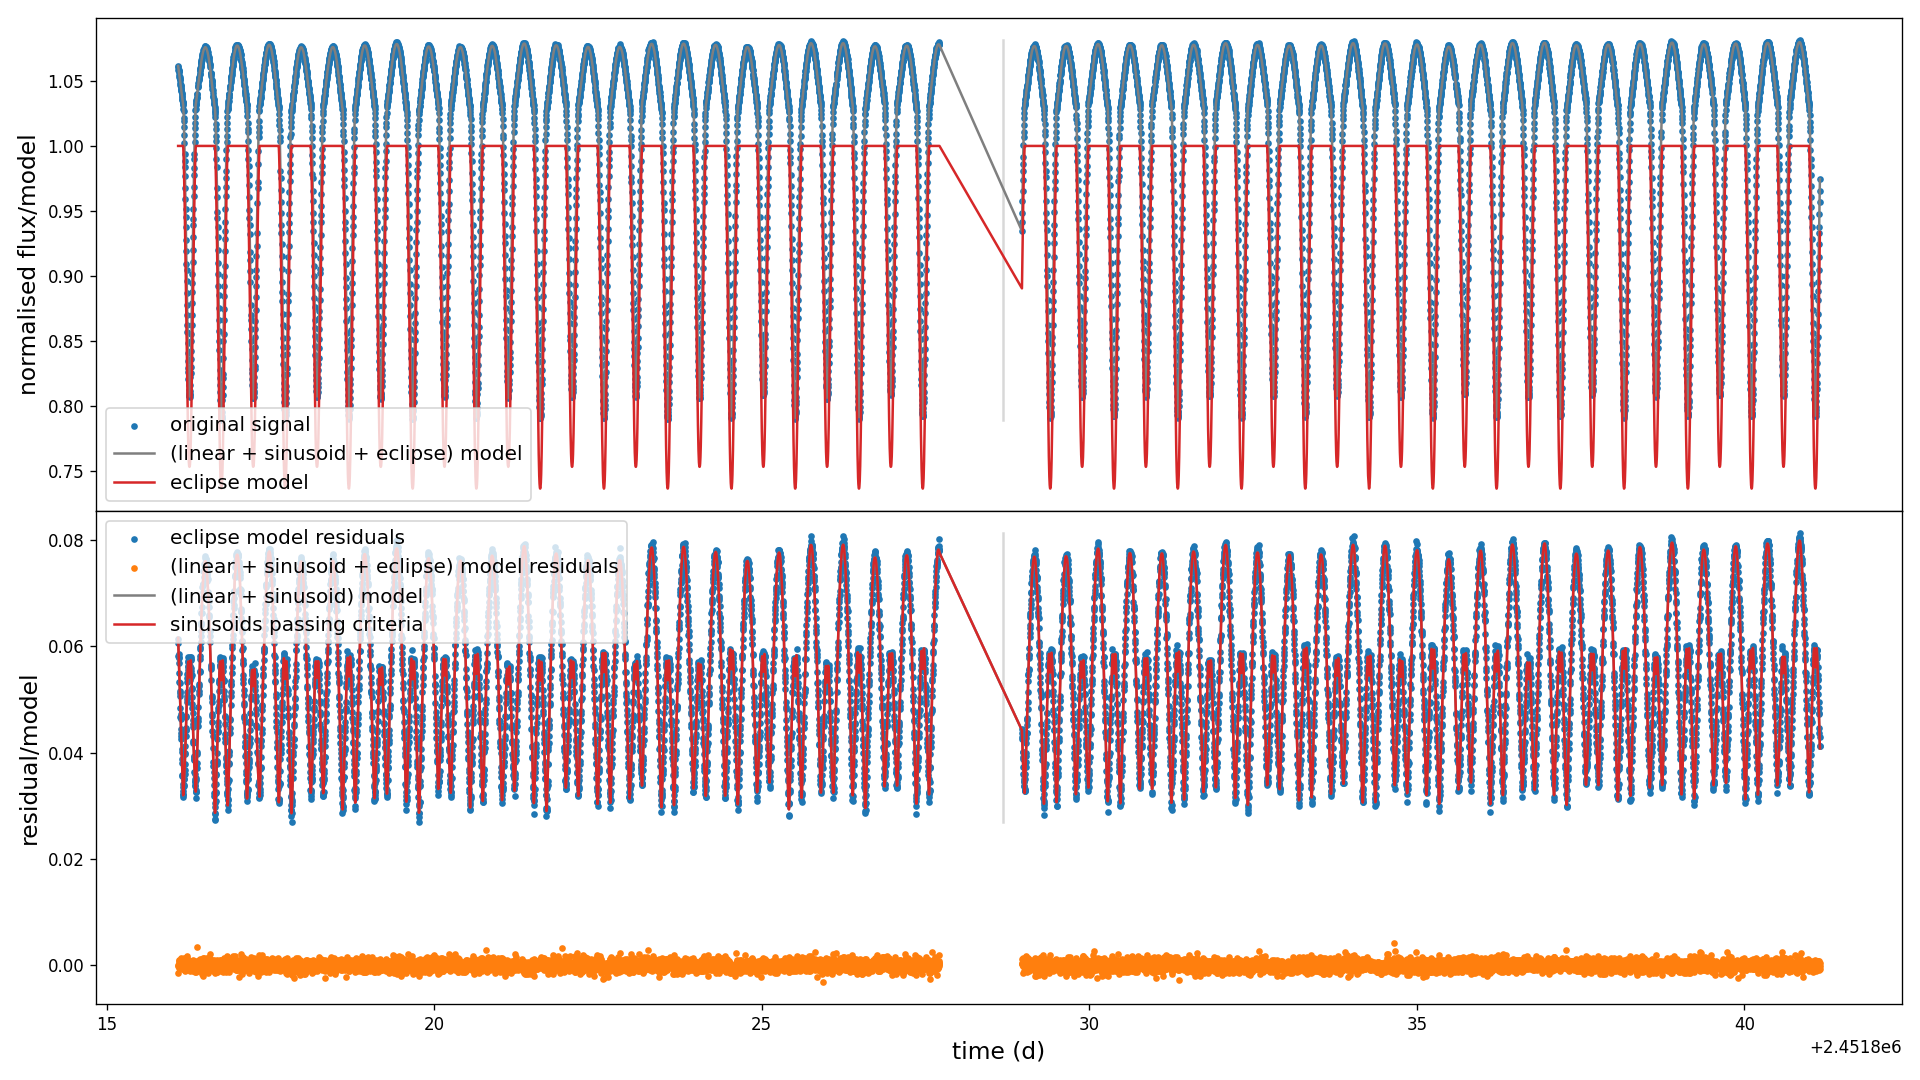 normalised flux/model
1.05
1.00
0.95
0.90
0.85
0.80
0.75
original signal
(linear + sinusoid + eclipse) model
eclipse model
residual/model
0.08
0.06
0.04
0.02
0.00
eclipse model residuals
(linear + sinusoid + eclipse) model residuals
(linear + sinusoid) model
sinusoids passing criteria
15
20
25
30
35
40
time (d)
+2.4518e6